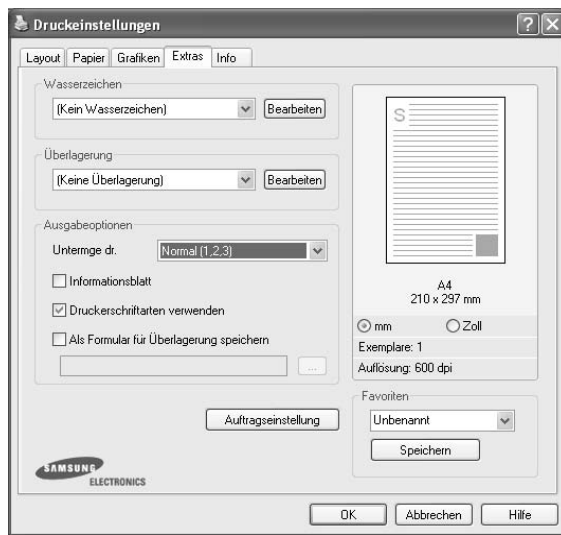 Druckeinstellungen
Layout Papier Grafiken Extras Info
Wasserzeichen
(Kein Wasserzeichen) Bearbeiten
Überlagerung
(Keine Überlagerung) Bearbeiten
Ausgabeoptionen
Untermge dr. Normal (1,2,3)
Informationsblatt
Druckerschriftarten verwenden
Als Formular für Überlagerung speichern
...
Auftragseinstellung
SAMSUNG
ELECTRONICS
S
A4
210 x 297 mm
mm Zoll
Exemplare: 1
Auflösung: 600 dpi
Favoriten
Unbenannt
Speichern
OK Abbrechen Hilfe